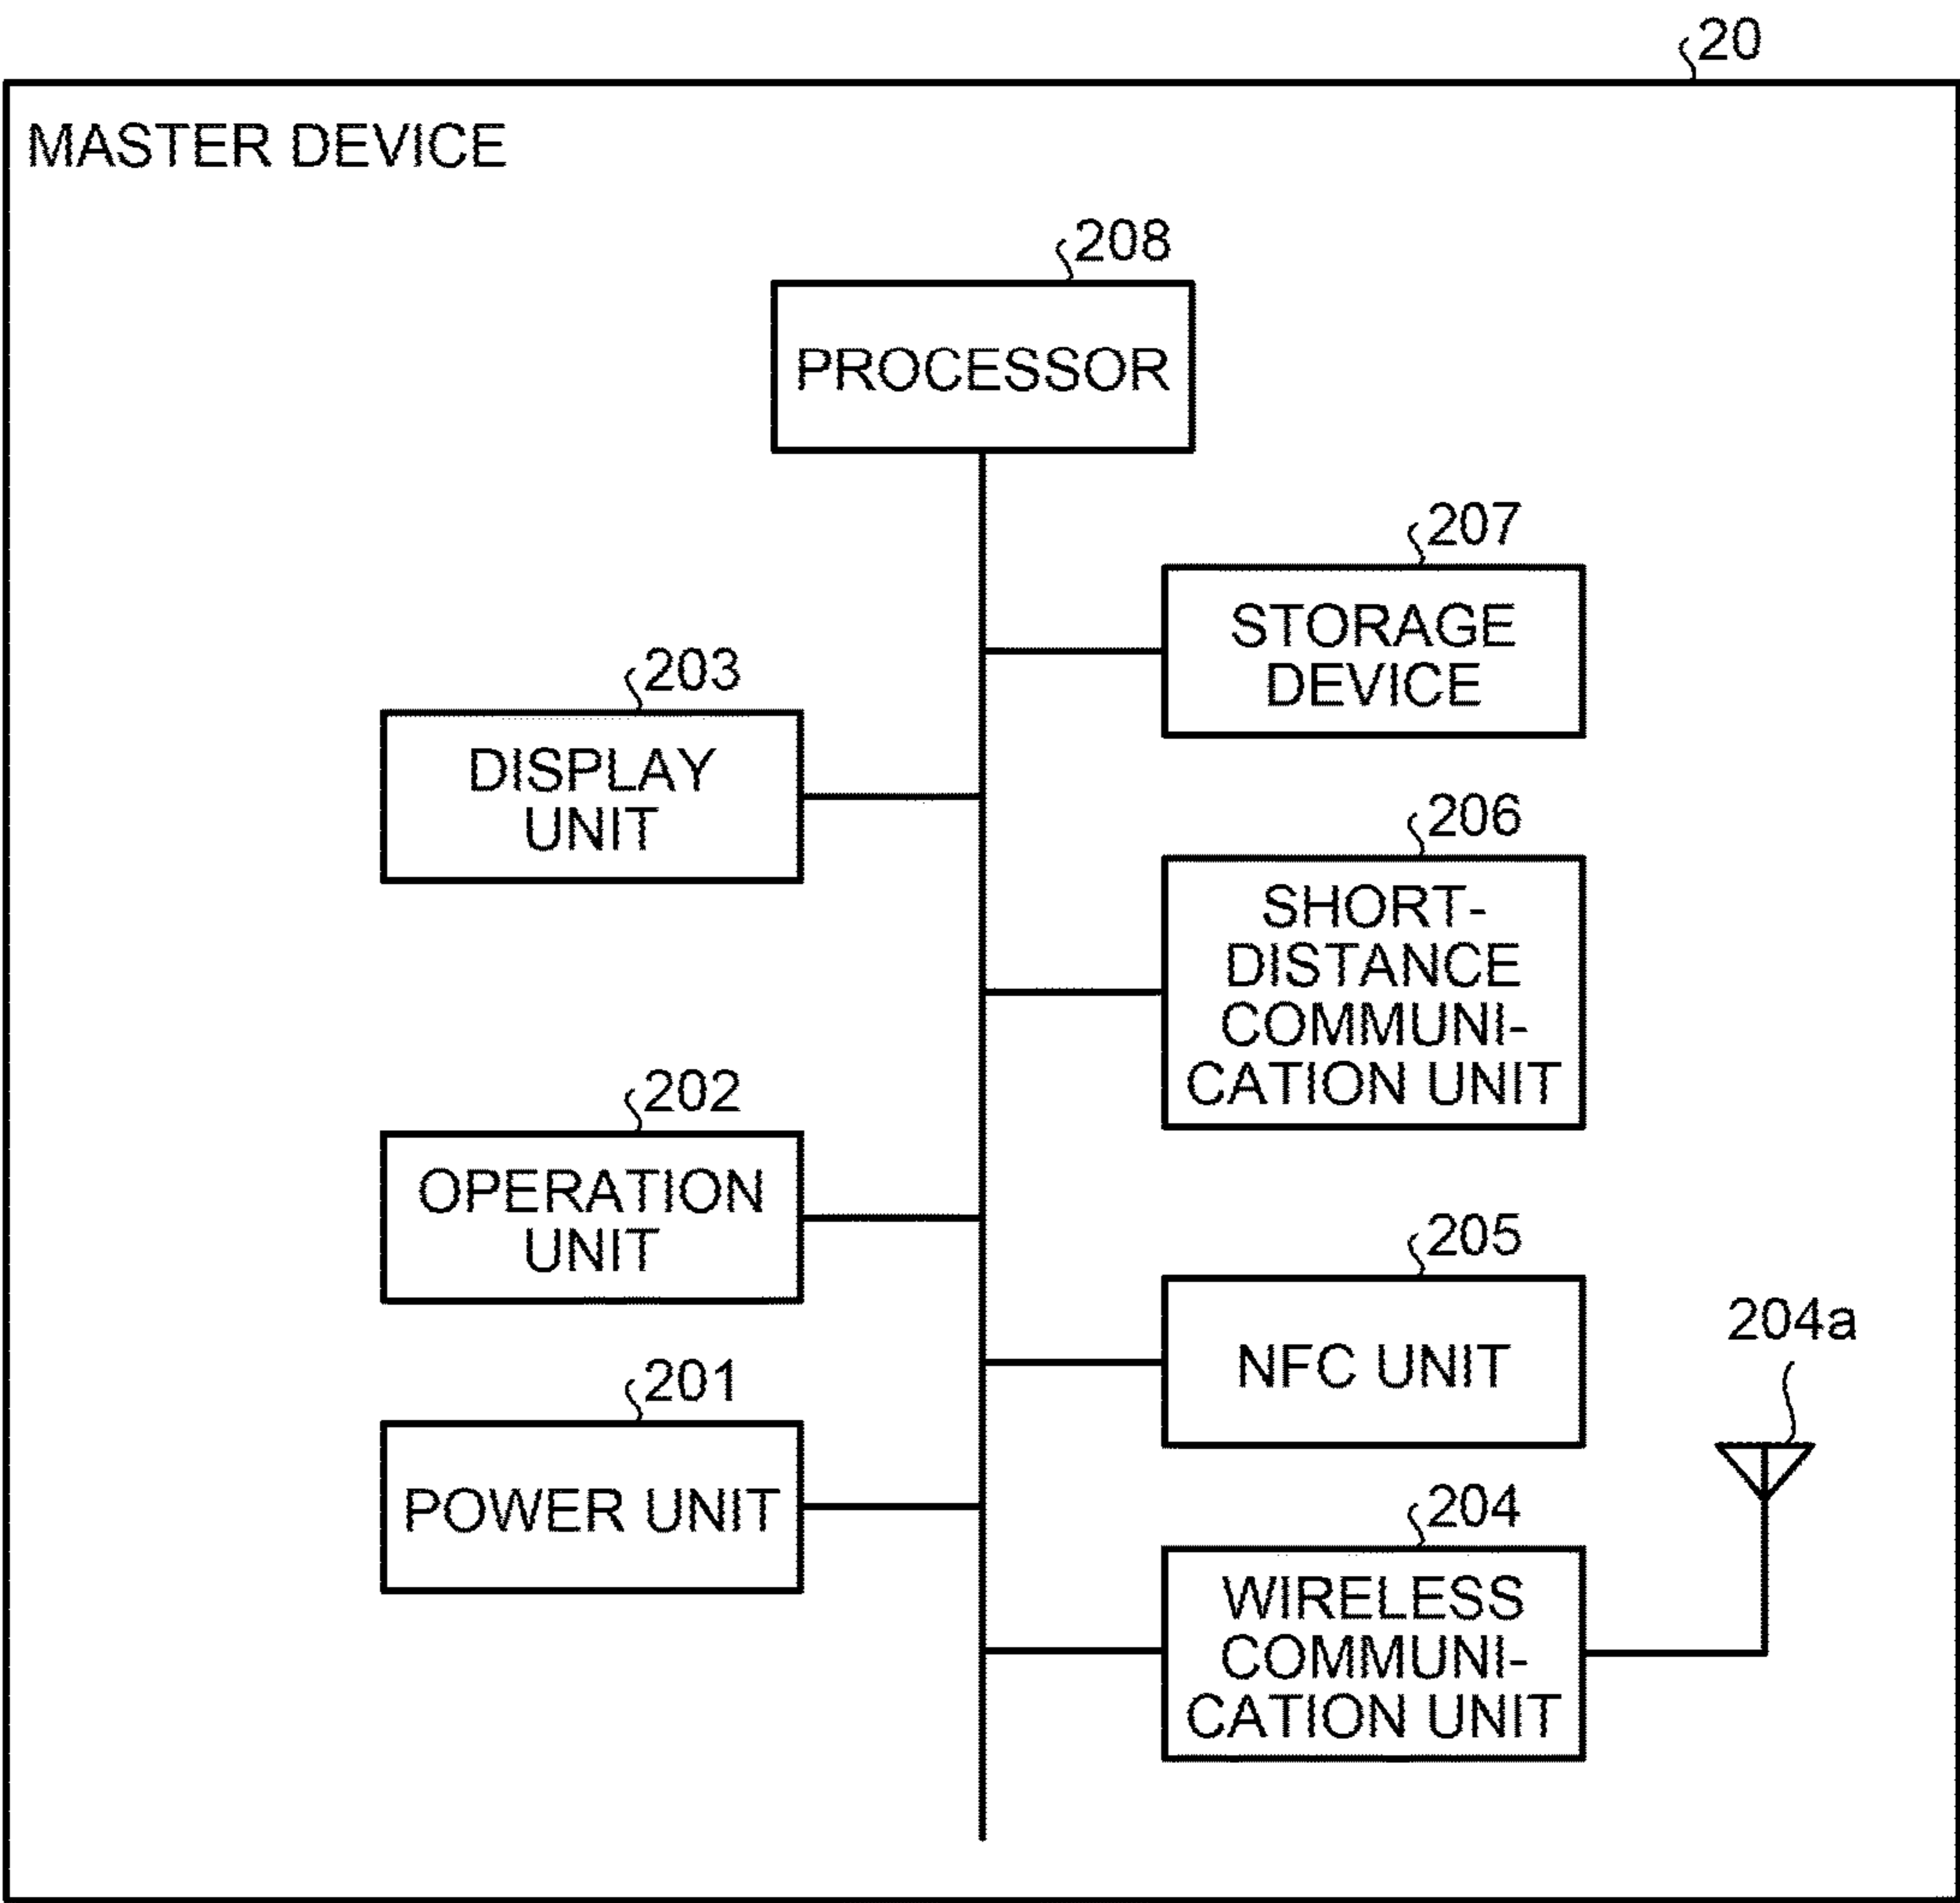 20
MASTER DEVICE
208
PROCESSOR
207
STORAGE
DEVICE
203
DISPLAY
UNIT
206
SHORT-
DISTANCE
COMMUNI-
CATION UNIT
202
OPERATION
UNIT
205
NFC UNIT
204a
201
POWER UNIT
204
WIRELESS
COMMUNI-
CATION UNIT